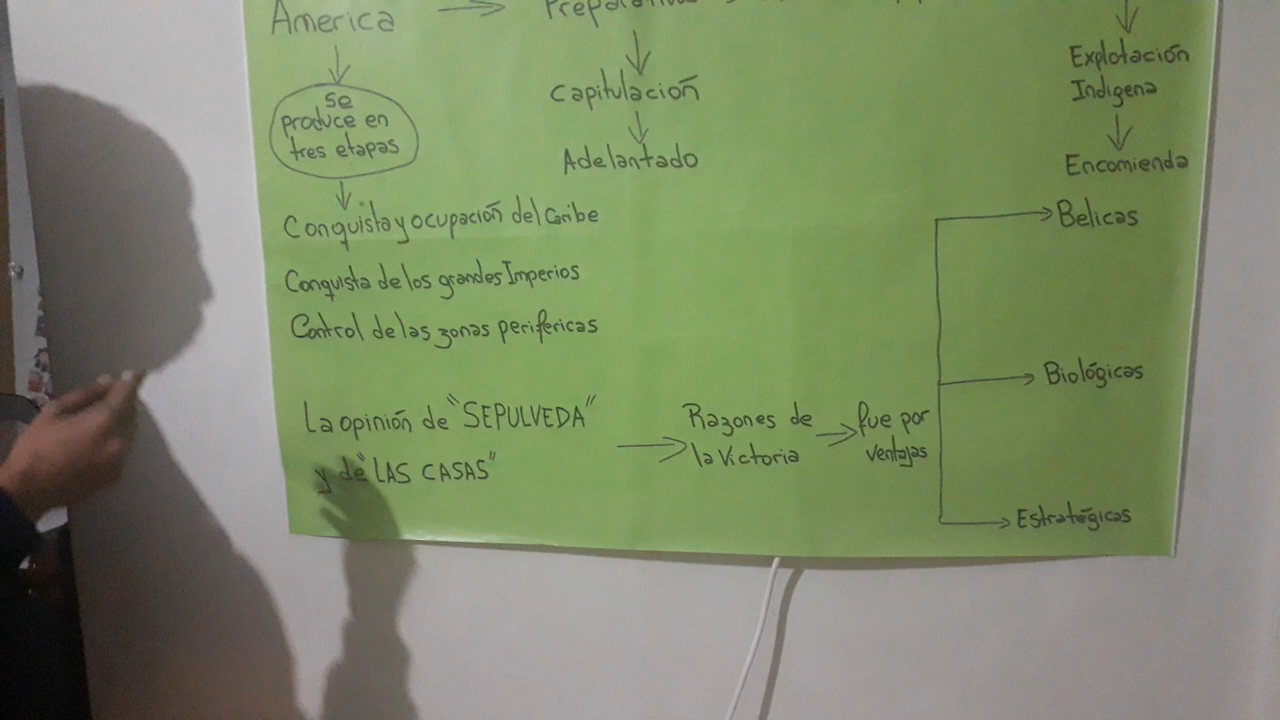 America
Capitulación
Adelantado
Explotación
Indigena
Encomienda
Se
produce en
tres etapas
Conquista y ocupación del Caribe
Conquista de los grandes Imperios
Control de las zonas perifericas
La opinión de "SEPULVEDA"
y de "LAS CASAS"
Razones de
la Victoria
fue por
ventajas
Belicas
Biológicas
Estratégicas